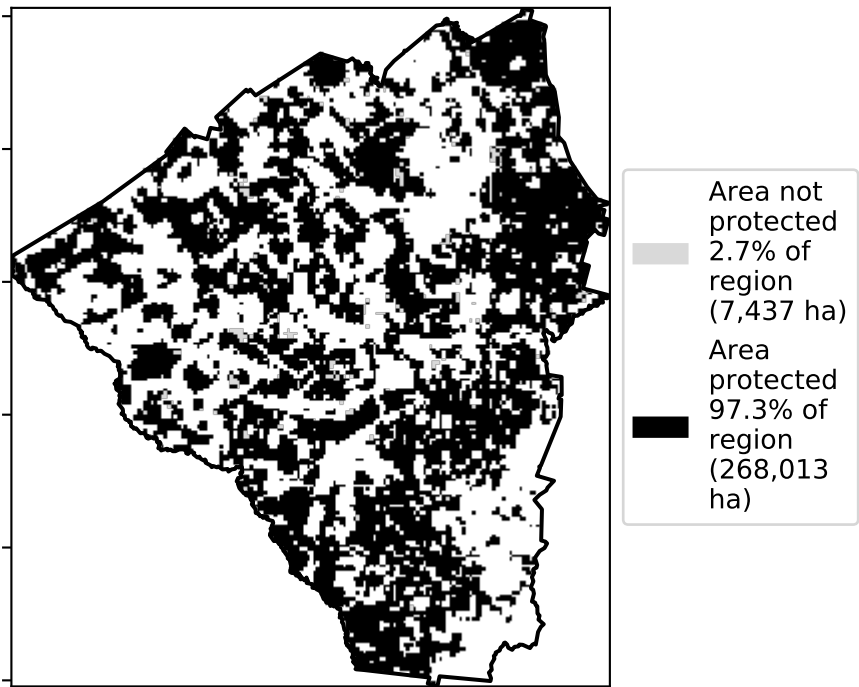 Area not
protected
2.7% of
region
(7,437 ha)
Area
protected
97.3% of
region
(268,013
ha)